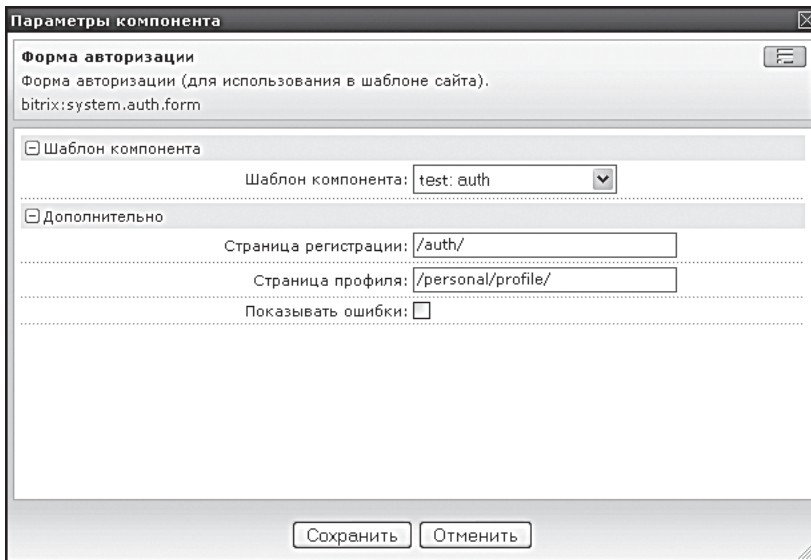 Параметры компонента
Форма авторизации
Форма авторизации (для использования в шаблоне сайта).
bitrix:system.auth.form
Шаблон компонента
Шаблон компонента: test: auth
Дополнительно
Страница регистрации: /auth/
Страница профиля: /personal/profile/
Показывать ошибки:
Сохранить Отменить